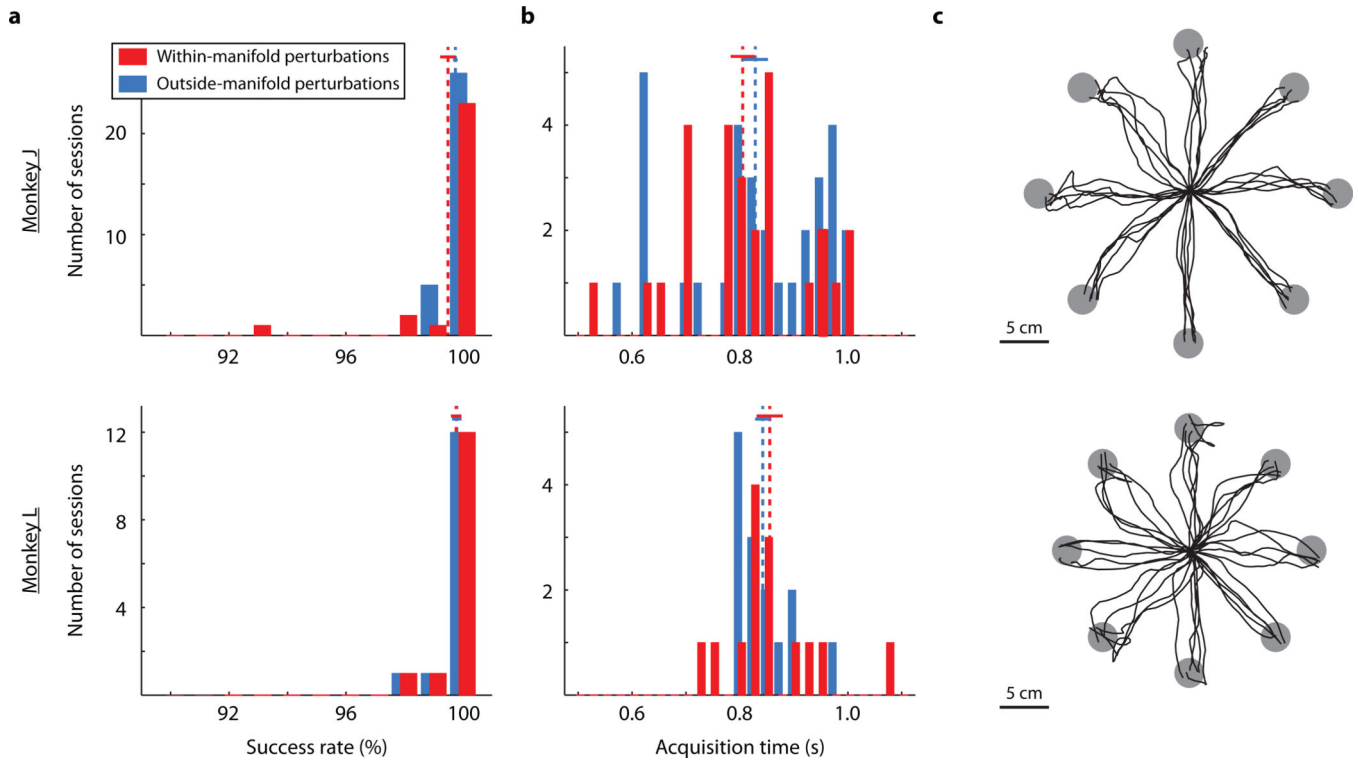 a
b
c
Within-manifold perturbations
Outside-manifold perturbations
Monkey J
Number of sessions
20
10
92
96
100
4
2
0.6
0.8
1.0
5 cm
Monkey L
Number of sessions
12
8
4
92
96
100
Success rate (%)
4
2
0.6
0.8
1.0
Acquisition time (s)
5 cm